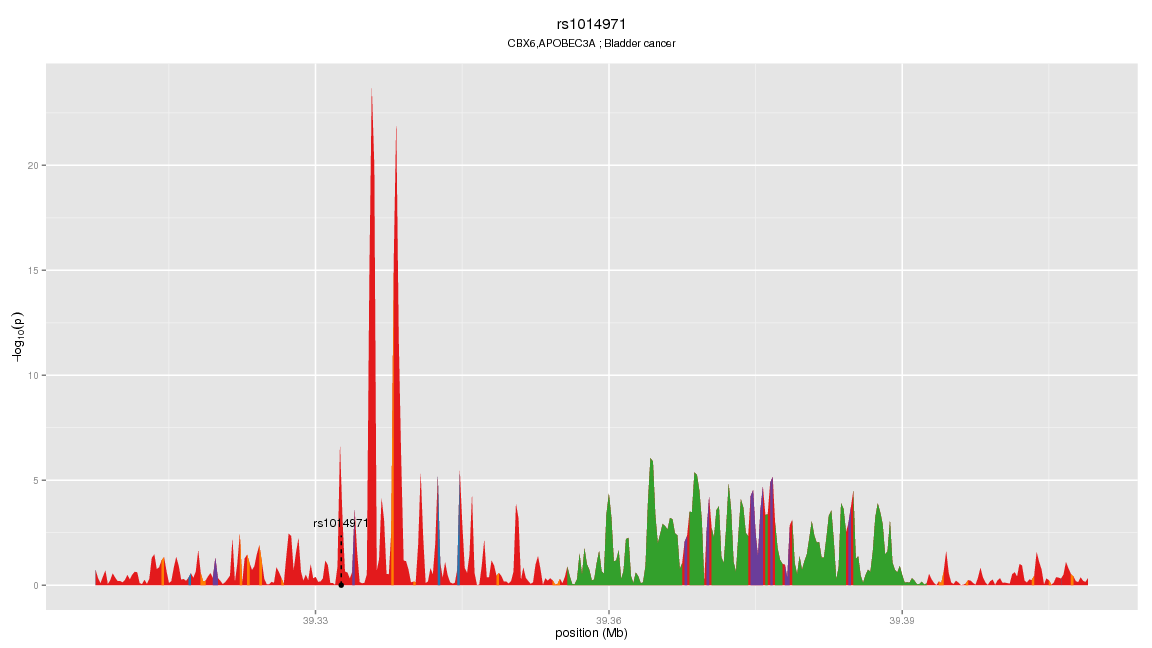 rs1014971
CBX6,APOBEC3A ; Bladder cancer
20
15
10
5
0
−log10(p)
rs1014971
39.33
39.36
39.39
position (Mb)